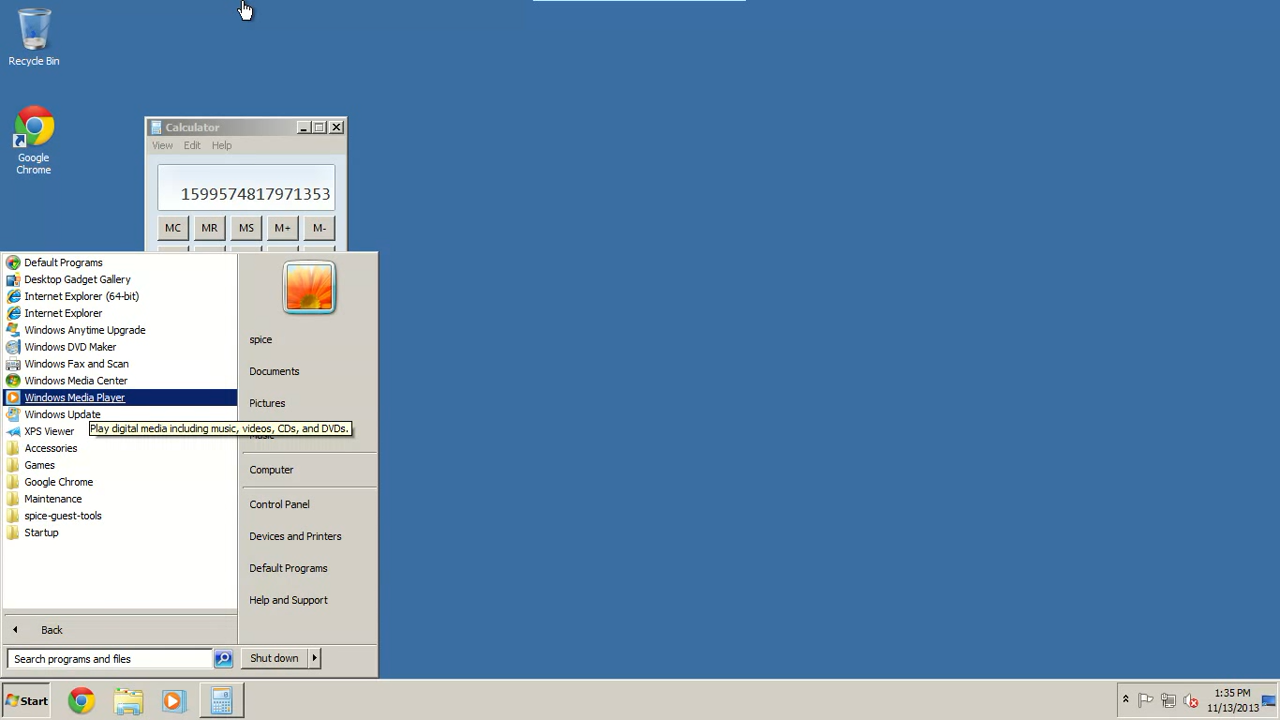 Recycle Bin
Google
Chrome
Calculator
View Edit Help
1599574817971353
MC MR MS M+ M-
Default Programs
Desktop Gadget Gallery
Internet Explorer (64-bit)
Internet Explorer
Windows Anytime Upgrade
Windows DVD Maker
Windows Fax and Scan
Windows Media Center
Windows Media Player
Windows Update
Play digital media including music, videos, CDs, and DVDs.
XPS Viewer
Accessories
Games
Google Chrome
Maintenance
spice-guest-tools
Startup
Back
Search programs and files
spice
Documents
Pictures
Music
Computer
Control Panel
Devices and Printers
Default Programs
Help and Support
Shut down
Start
1:35 PM
11/13/2013